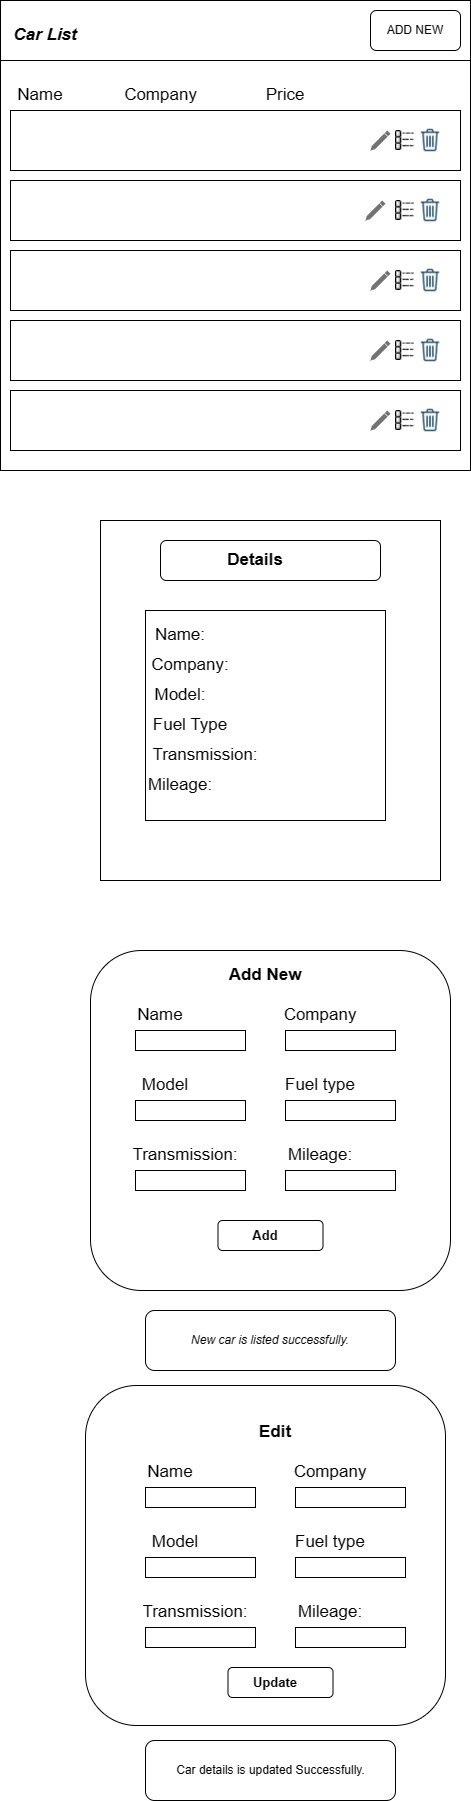 Car List
ADD NEW
Name Company Price
Details
Name:
Company:
Model:
Fuel Type
Transmission:
Mileage:
Add New
Name Company
Model Fuel type
Transmission: Mileage:
Add
New car is listed successfully.
Edit
Name Company
Model Fuel type
Transmission: Mileage:
Update
Car details is updated Successfully.